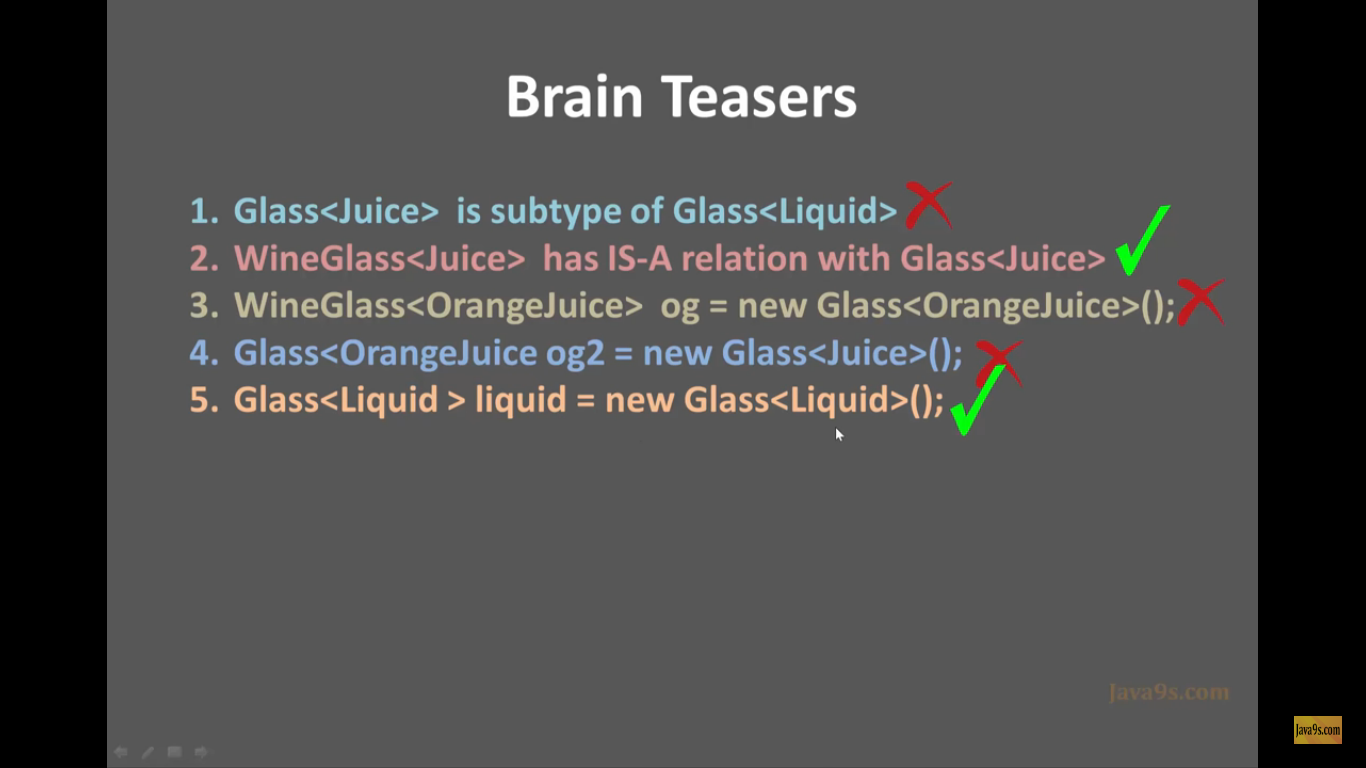 Brain Teasers
1. Glass<Juice>  is subtype of Glass<Liquid>
2. WineGlass<Juice>  has IS-A relation with Glass<Juice>
3. WineGlass<OrangeJuice>  og = new Glass<OrangeJuice>();
4. Glass<OrangeJuice og2 = new Glass<Juice>();
5. Glass<Liquid > liquid = new Glass<Liquid>();
Java9s.com
Java9s.com